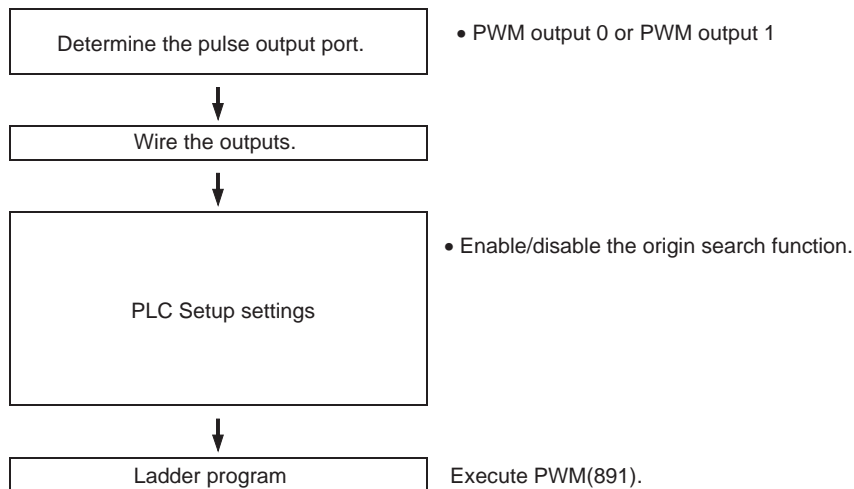 Determine the pulse output port.
• PWM output 0 or PWM output 1
Wire the outputs.
PLC Setup settings
• Enable/disable the origin search function.
Ladder program
Execute PWM(891).